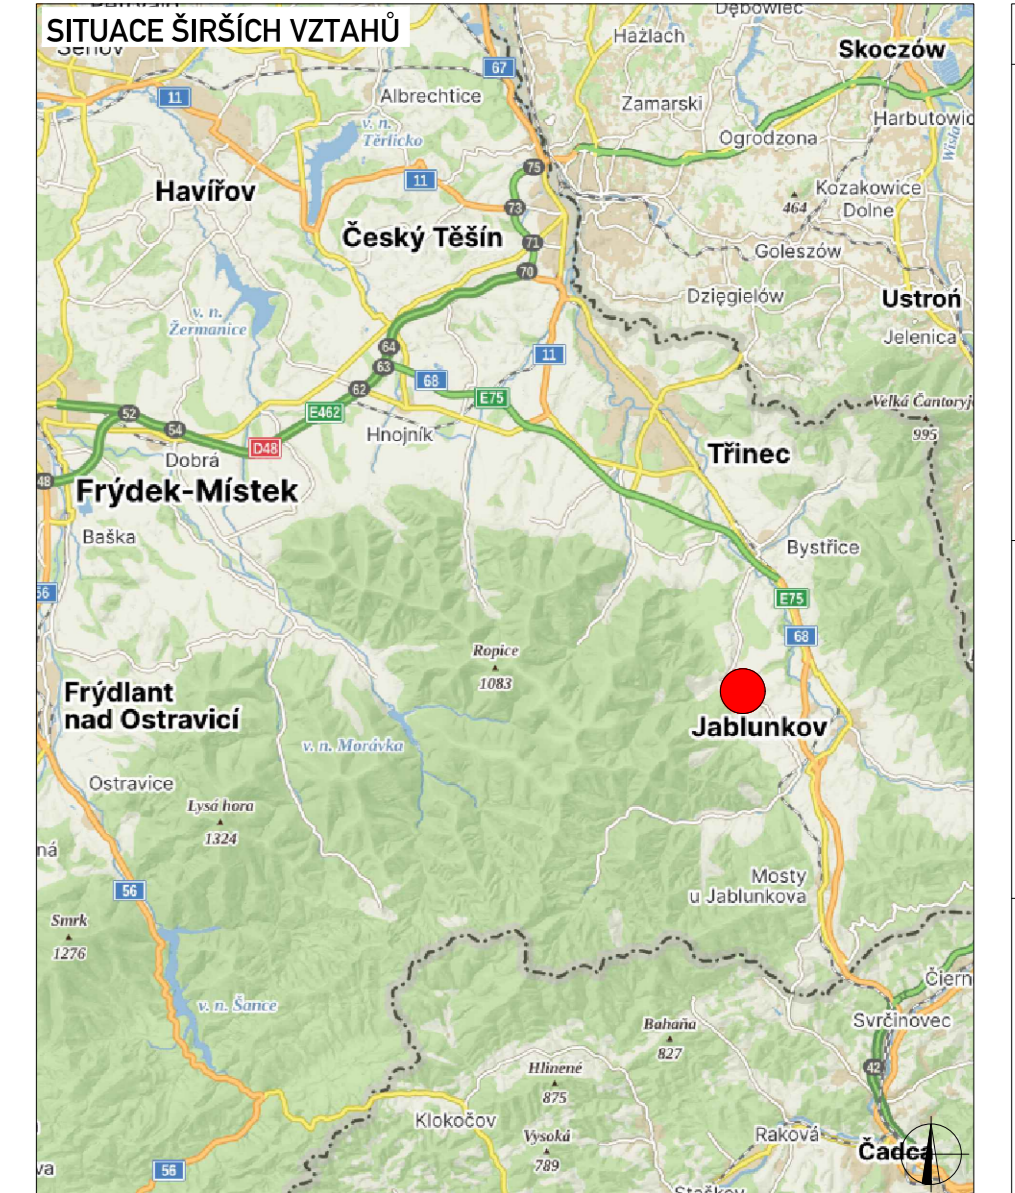 SITUACE ŠIRŠÍCH VZTAHŮ
Dębowiec
Hażlach
67
Skoczów
11
Albrechtice
Zamarski
Harbutowic
v. n.
Těrlicko
Ogrodzona
Wisła
75
11
Havířov
Kozakowice
Dolne
464
73
Český Těšín
71
Goleszów
70
Dzięgielów
Ustroń
v. n.
Žermanice
Jelenica
64
11
63
68
62
E75
Velká Čantoryje
995
E462
52
54
Hnojník
D48
Dobrá
Třinec
48
Frýdek-Místek
Baška
Bystřice
56
E75
68
Ropice
1083
Frýdlant
nad Ostravicí
Jablunkov
v. n. Morávka
Ostravice
Lysá hora
1324
ná
Mosty
u Jablunkova
56
Smrk
1276
Čiern
v. n. Šance
Svrčinovec
Bahaňa
827
Hlinené
875
42
Klokočov
Vysoká
789
Raková
Čadca
va
56